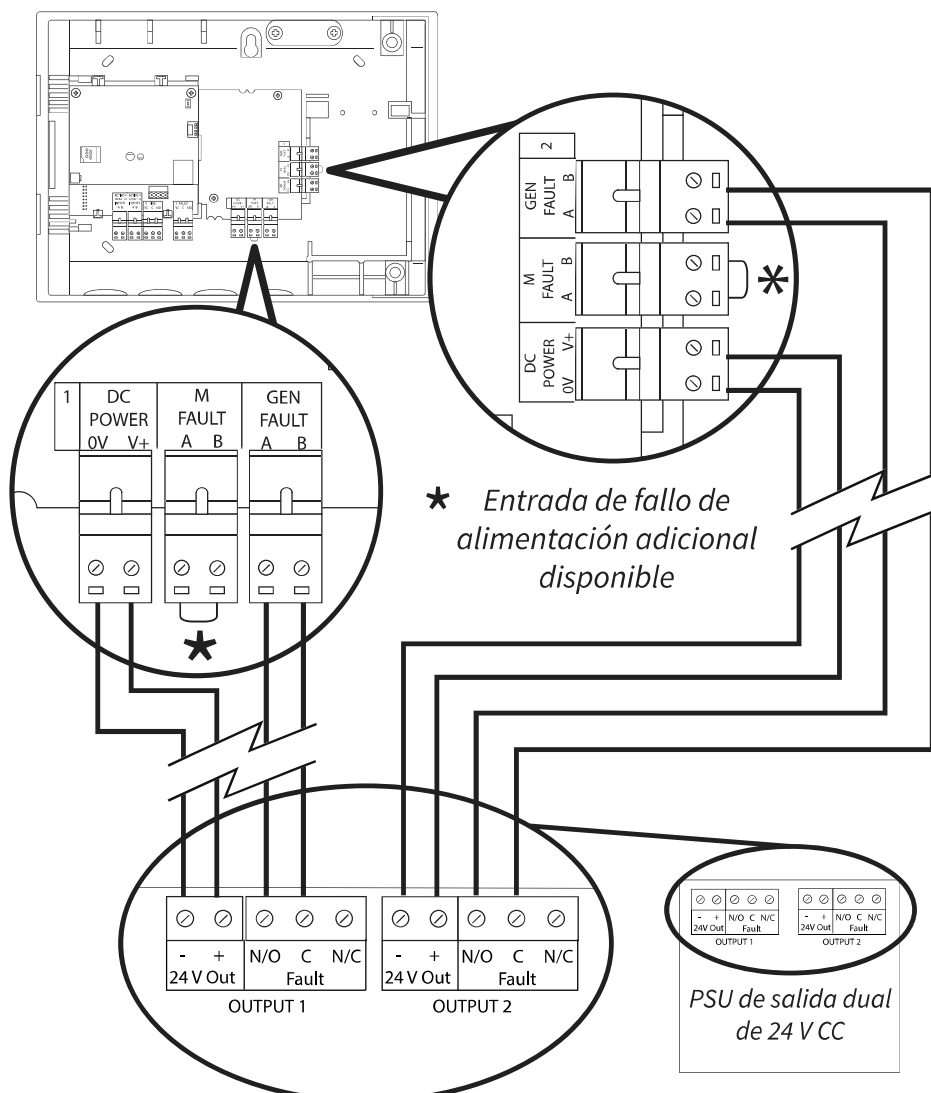 2
GEN
FAULT
A B
M
FAULT
A B
DC
POWER
0V V+
1
DC
POWER
0V V+
M
FAULT
A B
GEN
FAULT
A B
* Entrada de fallo de
alimentación adicional
disponible
*
*
- +
24 V Out
N/O C N/C
Fault
OUTPUT 1
- +
24 V Out
N/O C N/C
Fault
OUTPUT 2
- +
24V Out
N/O C N/C
Fault
OUTPUT 1
- +
24V Out
N/O C N/C
Fault
OUTPUT 2
PSU de salida dual
de 24 V CC